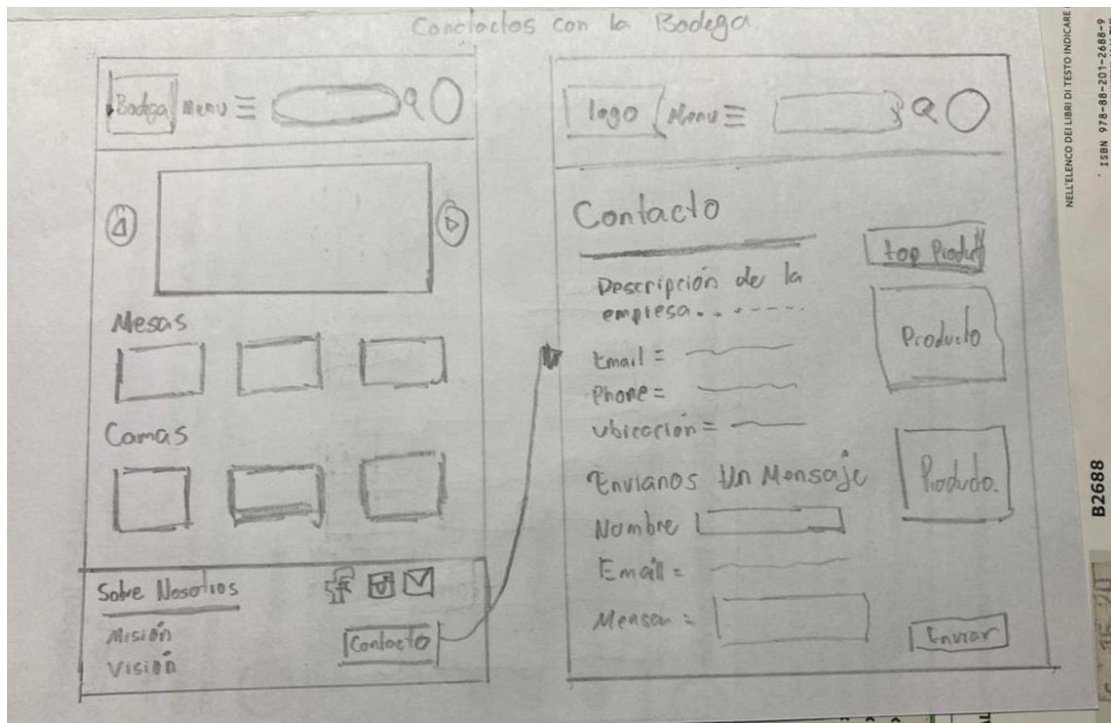 Conctactos con la Bodega.
Bodega Menu
Mesas
Camas
Sobre Nosotros
Misión
Visión
Contacto
logo Menu
Contacto
top Product
Descripción de la
empresa..
Producto
Email =
Phone =
Ubicación =
Envianos Un Mensaje
Producto.
Nombre
Email =
Mensa =
Enviar
NELL'ELENCO DEI LIBRI DI TESTO INDICARE
ISBN 978-88-201-2688-9
B2688